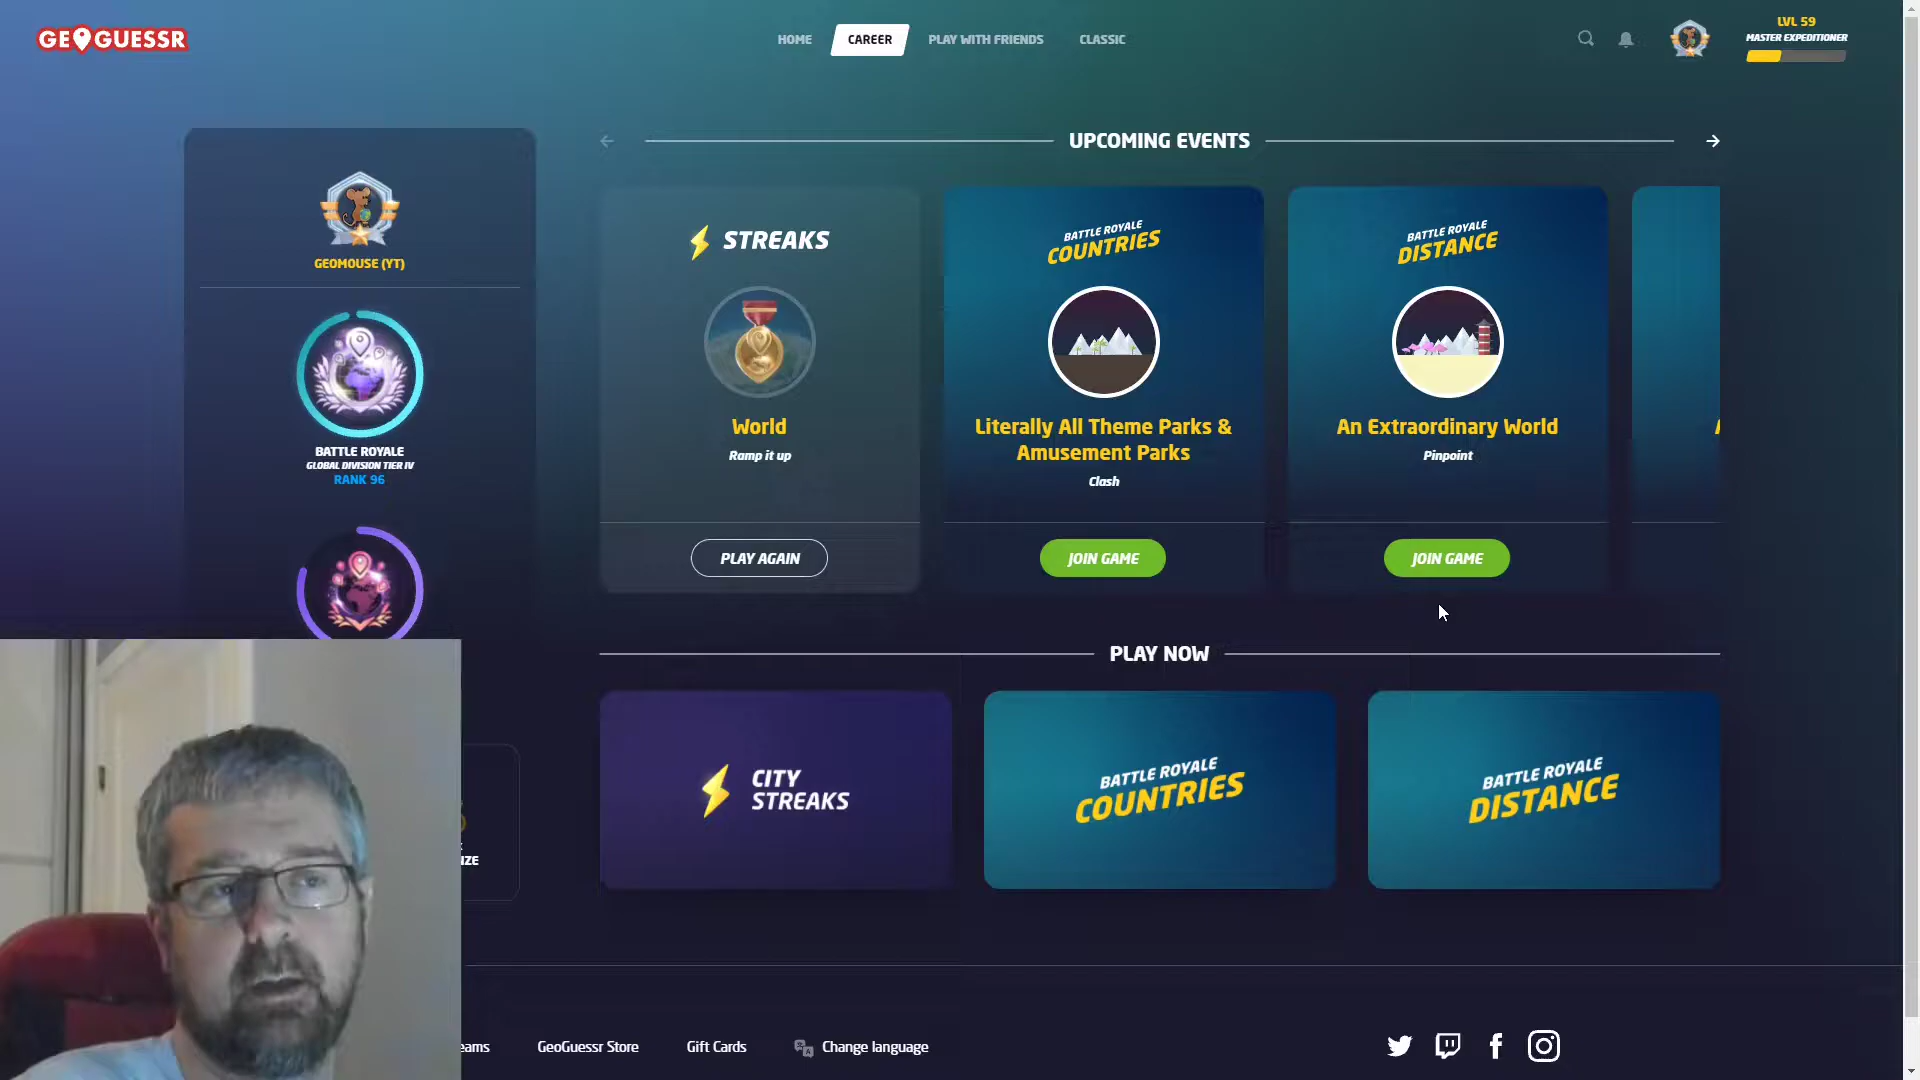 GEOGUESSR
HOME
CAREER
PLAY WITH FRIENDS
CLASSIC
LVL 59
MASTER EXPEDITIONER
GEOMOUSE (YT)
BATTLE ROYALE
GLOBAL DIVISION TIER IV
RANK 96
UPCOMING EVENTS
STREAKS
World
Ramp it up
PLAY AGAIN
BATTLE ROYALE
COUNTRIES
Literally All Theme Parks &
Amusement Parks
Clash
JOIN GAME
BATTLE ROYALE
DISTANCE
An Extraordinary World
Pinpoint
JOIN GAME
PLAY NOW
CITY
STREAKS
BATTLE ROYALE
COUNTRIES
BATTLE ROYALE
DISTANCE
GeoGuessr Store
Gift Cards
Change language